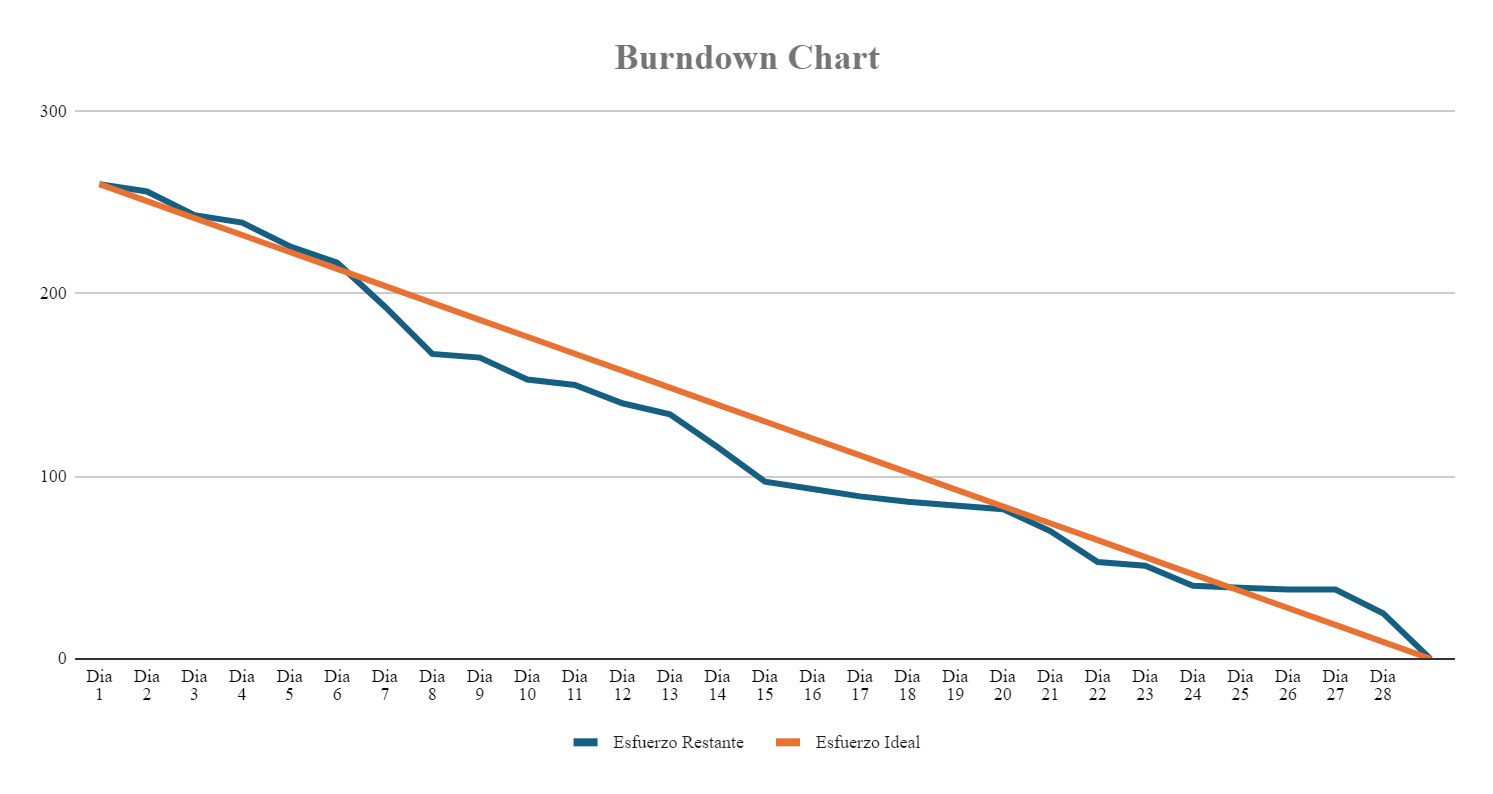 Burndown Chart
300
200
100
0
Dia 1
Dia 2
Dia 3
Dia 4
Dia 5
Dia 6
Dia 7
Dia 8
Dia 9
Dia 10
Dia 11
Dia 12
Dia 13
Dia 14
Dia 15
Dia 16
Dia 17
Dia 18
Dia 19
Dia 20
Dia 21
Dia 22
Dia 23
Dia 24
Dia 25
Dia 26
Dia 27
Dia 28
Esfuerzo Restante
Esfuerzo Ideal